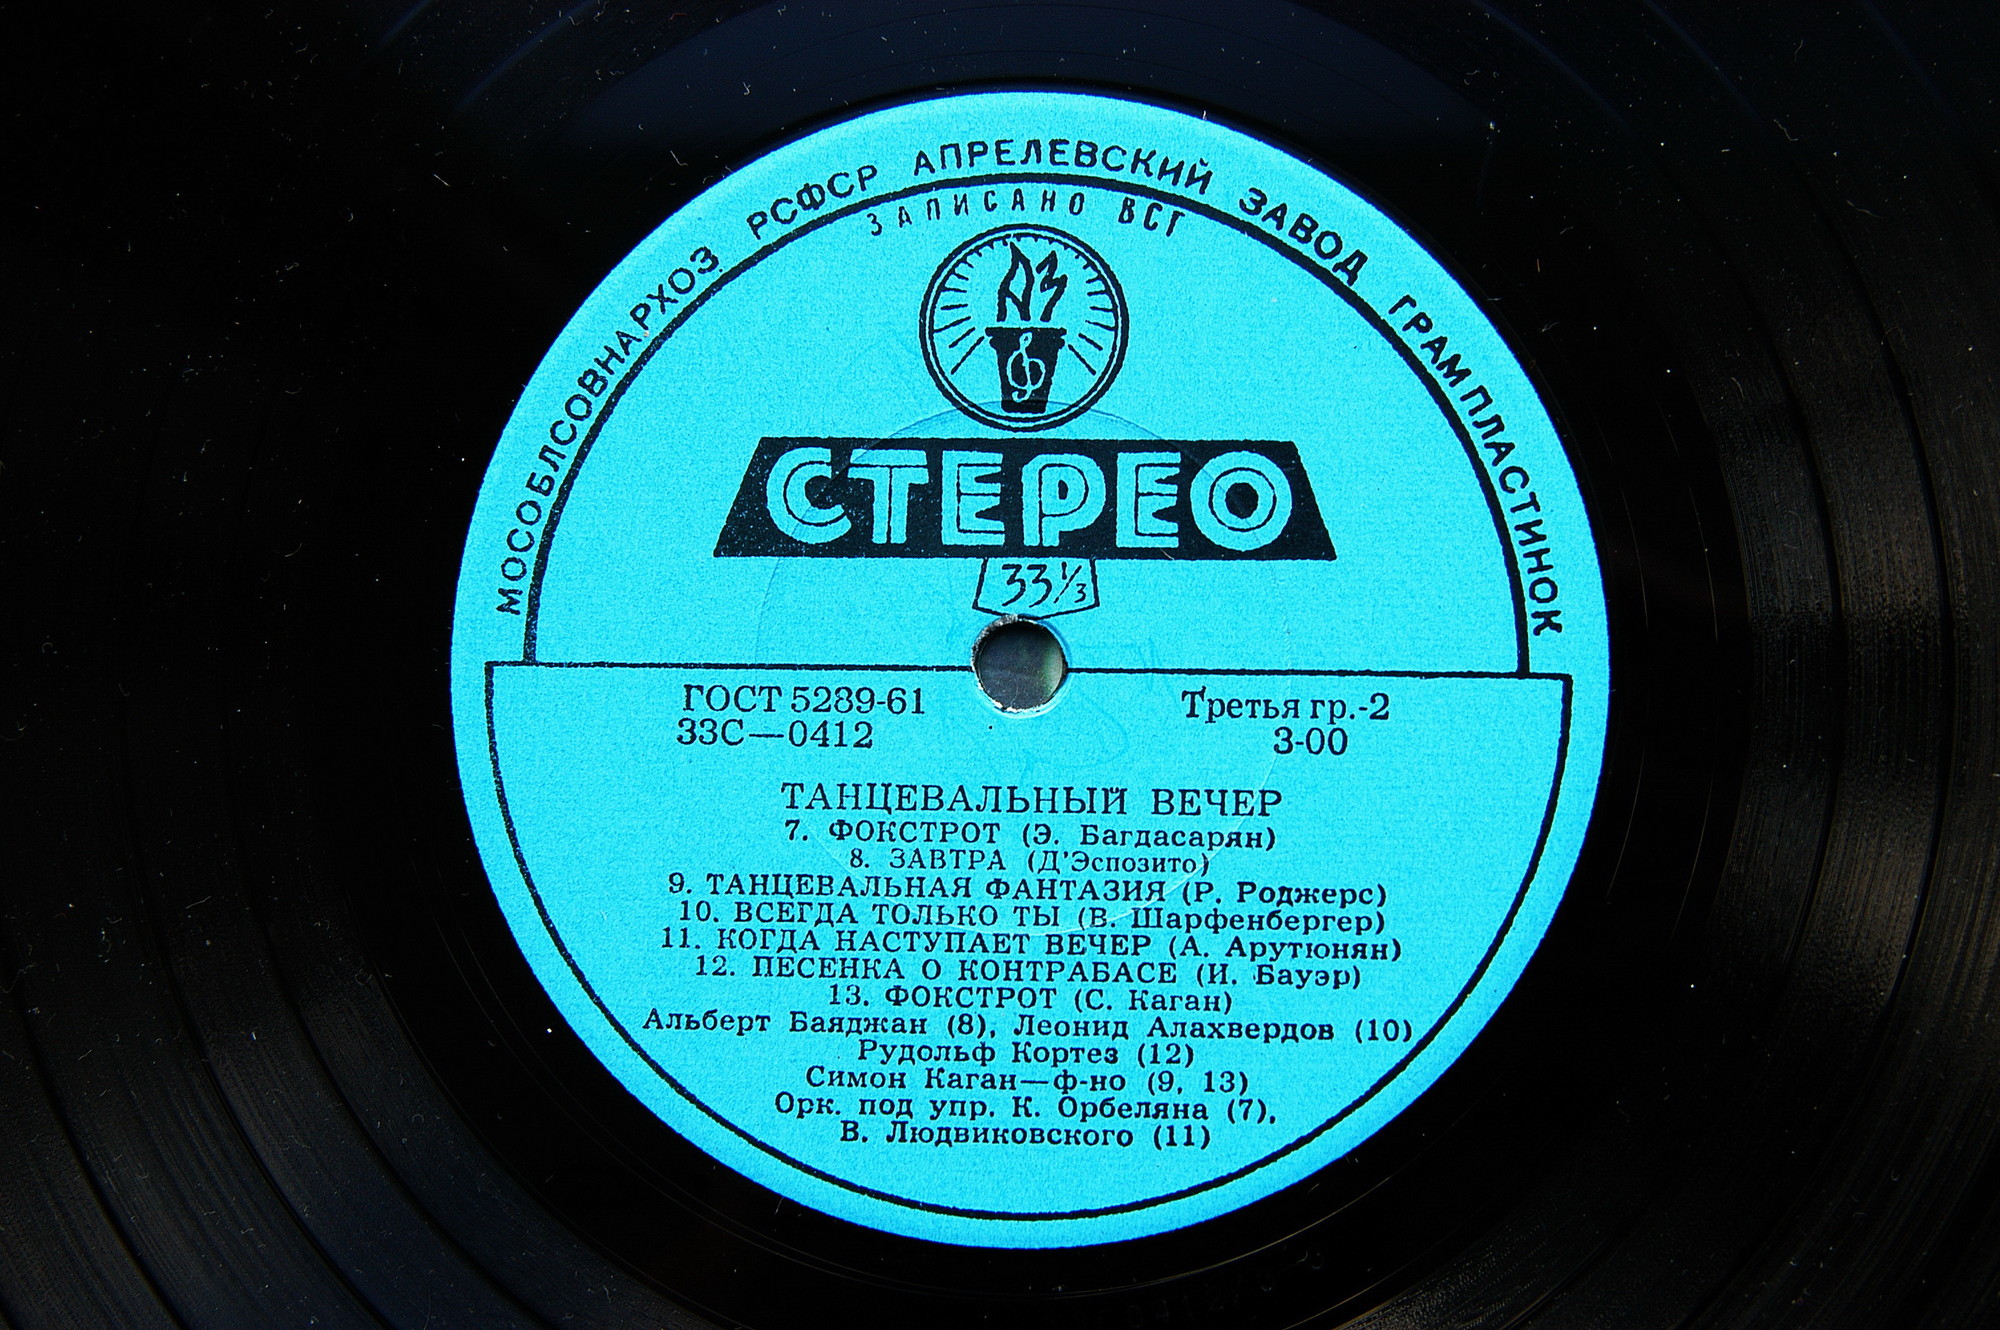 МОСОБЛСОВНАРХОЗ РСФСР АПРЕЛЕВСКИЙ ЗАВОД ГРАМПЛАСТИНОК
ЗАПИСАНО ВСГ
АЗ
СТЕРЕО
33⅓
ГОСТ 5289-61
Третья гр.-2
33С—0412
3-00
ТАНЦЕВАЛЬНЫЙ ВЕЧЕР
7. ФОКСТРОТ (Э. Багдасарян)
8. ЗАВТРА (Д'Эспозито)
9. ТАНЦЕВАЛЬНАЯ ФАНТАЗИЯ (Р. Роджерс)
10. ВСЕГДА ТОЛЬКО ТЫ (В. Шарфенбергер)
11. КОГДА НАСТУПАЕТ ВЕЧЕР (А. Арутюнян)
12. ПЕСЕНКА О КОНТРАБАСЕ (И. Бауэр)
13. ФОКСТРОТ (С. Каган)
Альберт Баяджан (8), Леонид Алахвердов (10)
Рудольф Кортез (12)
Симон Каган—ф-но (9, 13)
Орк. под упр. К. Орбеляна (7),
В. Людвиковского (11)